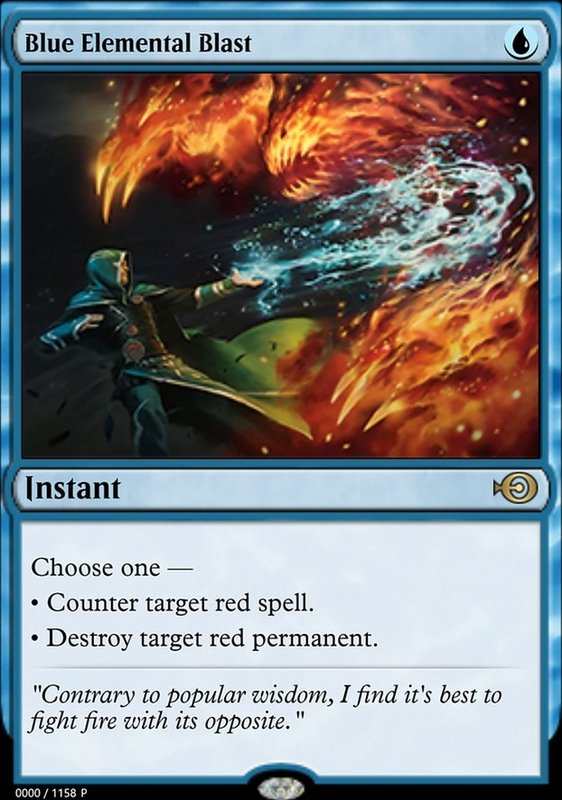 Blue Elemental Blast
Instant
Choose one —
• Counter target red spell.
• Destroy target red permanent.
"Contrary to popular wisdom, I find it's best to
fight fire with its opposite."
0000 / 1158 P